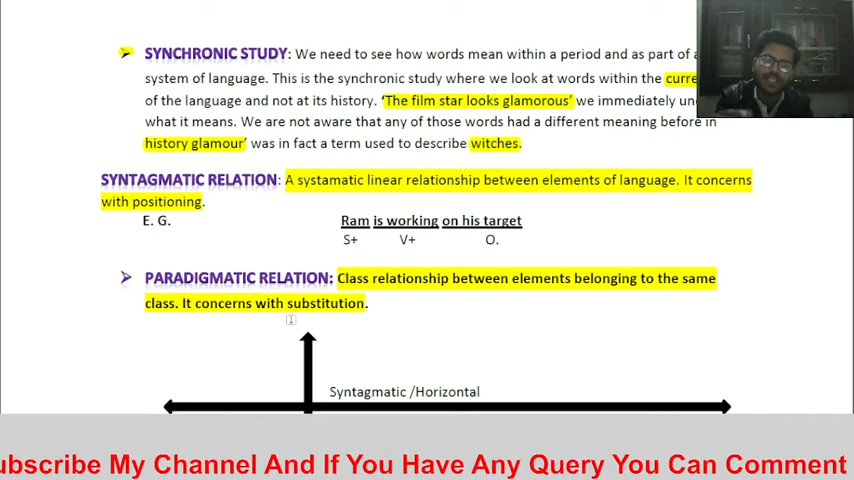 SYNCHRONIC STUDY: We need to see how words mean within a period and as part of a
system of language. This is the synchronic study where we look at words within the
of the language and not at its history. 'The film star looks glamorous' we immediately
what it means. We are not aware that any of those words had a different meaning before in
history glamour' was in fact a term used to describe witches.
SYNTAGMATIC RELATION: A systamatic linear relationship between elements of language. It concerns
with positioning.
E. G. Ram is working on his target
S+ V+ O.
PARADIGMATIC RELATION: Class relationship between elements belonging to the same
class. It concerns with substitution.
Syntagmatic /Horizontal
ubscribe My Channel And If You Have Any Query You Can Comment